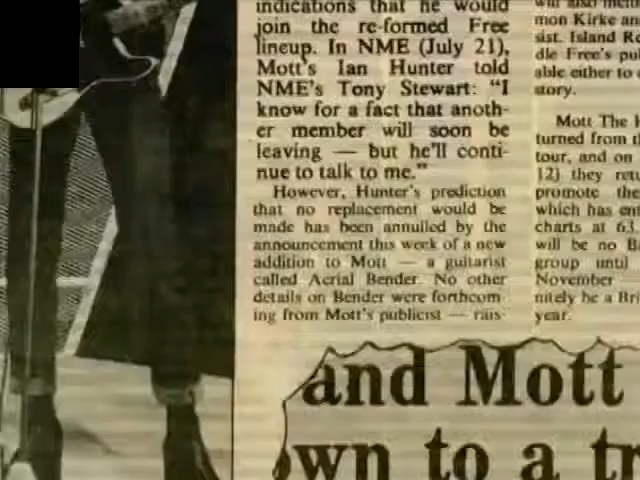 indications that he would
join the re-formed Free
lineup. In NME (July 21),
Mott's Ian Hunter told
NME's Tony Stewart: "I
know for a fact that anoth-
er member will soon be
leaving — but he'll conti-
nue to talk to me."
However, Hunter's prediction
that no replacement would be
made has been annulled by the
announcement this week of a new
addition to Mott — a guitarist
called Aerial Bender. No other
details on Bender were forthcom-
ing from Mott's publicist — rais-
will also
mon Kirke an
sist. Island Re
dle Free's pu
able either to
story.
Mott The H
turned from t
tour, and on
12) they retu
promote the
which has ent
charts at 63.
will be no B
group until
November —
nitely be a Bri
year.
and Mott
own to a tr